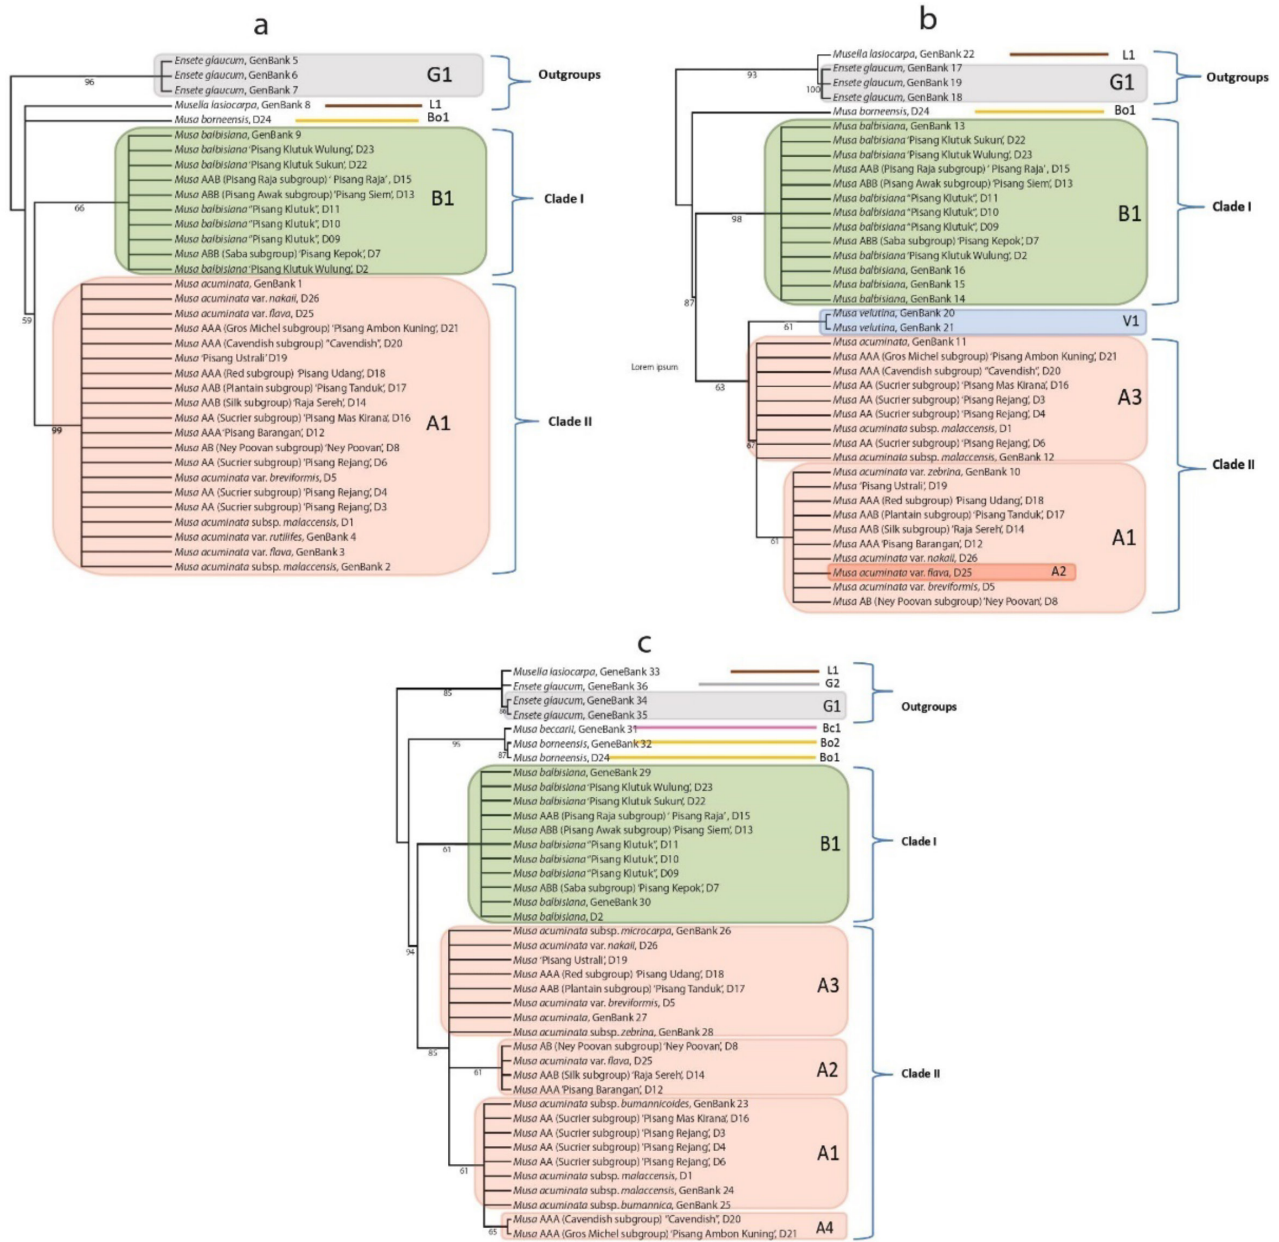 a
Ensete glaucum, GenBank 5
Ensete glaucum, GenBank 6
Ensete glaucum, GenBank 7
G1
96
Outgroups
Musella lasiocarpa, GenBank 8
L1
Musa borneensis, D24
Bo1
Musa balbisiana, GenBank 9
Musa balbisiana 'Pisang Klutuk Wulung', D23
Musa balbisiana 'Pisang Klutuk Sukun', D22
Musa AAB (Pisang Raja subgroup) ' Pisang Raja' , D15
Musa ABB (Pisang Awak subgroup) 'Pisang Siem', D13
Musa balbisiana "Pisang Klutuk", D11
Musa balbisiana "Pisang Klutuk", D10
Musa balbisiana "Pisang Klutuk", D09
Musa ABB (Saba subgroup) 'Pisang Kepok', D7
Musa balbisiana 'Pisang Klutuk Wulung', D2
B1
66
Clade I
Musa acuminata, GenBank 1
Musa acuminata var. nakaii, D26
Musa acuminata var. flava, D25
Musa AAA (Gros Michel subgroup) 'Pisang Ambon Kuning', D21
Musa AAA (Cavendish subgroup) "Cavendish", D20
Musa 'Pisang Ustrali' D19
Musa AAA (Red subgroup) 'Pisang Udang', D18
Musa AAB (Plantain subgroup) 'Pisang Tanduk', D17
Musa AAB (Silk subgroup) 'Raja Sereh', D14
Musa AA (Sucrier subgroup) 'Pisang Mas Kirana', D16
Musa AAA 'Pisang Barangan', D12
Musa AB (Ney Poovan subgroup) 'Ney Poovan', D8
Musa AA (Sucrier subgroup) 'Pisang Rejang', D6
Musa acuminata var. breviformis, D5
Musa AA (Sucrier subgroup) 'Pisang Rejang', D4
Musa AA (Sucrier subgroup) 'Pisang Rejang', D3
Musa acuminata subsp. malaccensis, D1
Musa acuminata var. rutilifes, GenBank 4
Musa acuminata var. flava, GenBank 3
Musa acuminata subsp. malaccensis, GenBank 2
A1
59
99
Clade II
b
Musella lasiocarpa, GenBank 22
L1
Ensete glaucum, GenBank 17
Ensete glaucum, GenBank 19
Ensete glaucum, GenBank 18
G1
93
100
Outgroups
Musa borneensis, D24
Bo1
Musa balbisiana, GenBank 13
Musa balbisiana 'Pisang Klutuk Sukun', D22
Musa balbisiana 'Pisang Klutuk Wulung', D23
Musa AAB (Pisang Raja subgroup) ' Pisang Raja' , D15
Musa ABB (Pisang Awak subgroup) 'Pisang Siem', D13
Musa balbisiana "Pisang Klutuk", D11
Musa balbisiana "Pisang Klutuk", D10
Musa balbisiana "Pisang Klutuk", D09
Musa ABB (Saba subgroup) 'Pisang Kepok', D7
Musa balbisiana 'Pisang Klutuk Wulung', D2
Musa balbisiana, GenBank 16
Musa balbisiana, GenBank 15
Musa balbisiana, GenBank 14
B1
98
87
Clade I
Musa velutina, GenBank 20
Musa velutina, GenBank 21
V1
61
Lorem ipsum
63
Musa acuminata, GenBank 11
Musa AAA (Gros Michel subgroup) 'Pisang Ambon Kuning', D21
Musa AAA (Cavendish subgroup) "Cavendish", D20
Musa AA (Sucrier subgroup) 'Pisang Mas Kirana', D16
Musa AA (Sucrier subgroup) 'Pisang Rejang', D3
Musa AA (Sucrier subgroup) 'Pisang Rejang', D4
Musa acuminata subsp. malaccensis, D1
Musa AA (Sucrier subgroup) 'Pisang Rejang', D6
Musa acuminata subsp. malaccensis, GenBank 12
A3
67
Clade II
Musa acuminata var. zebrina, GenBank 10
Musa 'Pisang Ustrali', D19
Musa AAA (Red subgroup) 'Pisang Udang', D18
Musa AAB (Plantain subgroup) 'Pisang Tanduk', D17
Musa AAB (Silk subgroup) 'Raja Sereh', D14
Musa AAA 'Pisang Barangan', D12
Musa acuminata var. nakaii, D26
Musa acuminata var. flava, D25
A2
Musa acuminata var. breviformis, D5
Musa AB (Ney Poovan subgroup) 'Ney Poovan', D8
A1
61
c
Musella lasiocarpa, GeneBank 33
L1
Ensete glaucum, GeneBank 36
G2
Ensete glaucum, GeneBank 34
Ensete glaucum, GeneBank 35
G1
85
Outgroups
Musa beccarii, GeneBank 31
Bc1
Musa borneensis, GeneBank 32
Bo2
Musa borneensis, D24
Bo1
95
87
Musa balbisiana, GeneBank 29
Musa balbisiana 'Pisang Klutuk Wulung', D23
Musa balbisiana 'Pisang Klutuk Sukun', D22
Musa AAB (Pisang Raja subgroup) ' Pisang Raja' , D15
Musa ABB (Pisang Awak subgroup) 'Pisang Siem', D13
Musa balbisiana "Pisang Klutuk", D11
Musa balbisiana "Pisang Klutuk", D10
Musa balbisiana "Pisang Klutuk", D09
Musa ABB (Saba subgroup) 'Pisang Kepok', D7
Musa balbisiana, GeneBank 30
Musa balbisiana, D2
B1
61
94
Clade I
Musa acuminata subsp. microcarpa, GenBank 26
Musa acuminata var. nakaii, D26
Musa 'Pisang Ustrali', D19
Musa AAA (Red subgroup) 'Pisang Udang', D18
Musa AAB (Plantain subgroup) 'Pisang Tanduk', D17
Musa acuminata var. breviformis, D5
Musa acuminata, GenBank 27
Musa acuminata subsp. zebrina, GenBank 28
A3
85
Musa AB (Ney Poovan subgroup) 'Ney Poovan', D8
Musa acuminata var. flava, D25
Musa AAB (Silk subgroup) 'Raja Sereh', D14
Musa AAA 'Pisang Barangan', D12
A2
61
Clade II
Musa acuminata subsp. bumannicoides, GenBank 23
Musa AA (Sucrier subgroup) 'Pisang Mas Kirana', D16
Musa AA (Sucrier subgroup) 'Pisang Rejang', D3
Musa AA (Sucrier subgroup) 'Pisang Rejang', D4
Musa AA (Sucrier subgroup) 'Pisang Rejang', D6
Musa acuminata subsp. malaccensis, D1
Musa acuminata subsp. malaccensis, GenBank 24
Musa acuminata subsp. bumannica, GenBank 25
A1
61
Musa AAA (Cavendish subgroup) "Cavendish", D20
Musa AAA (Gros Michel subgroup) 'Pisang Ambon Kuning', D21
A4
65